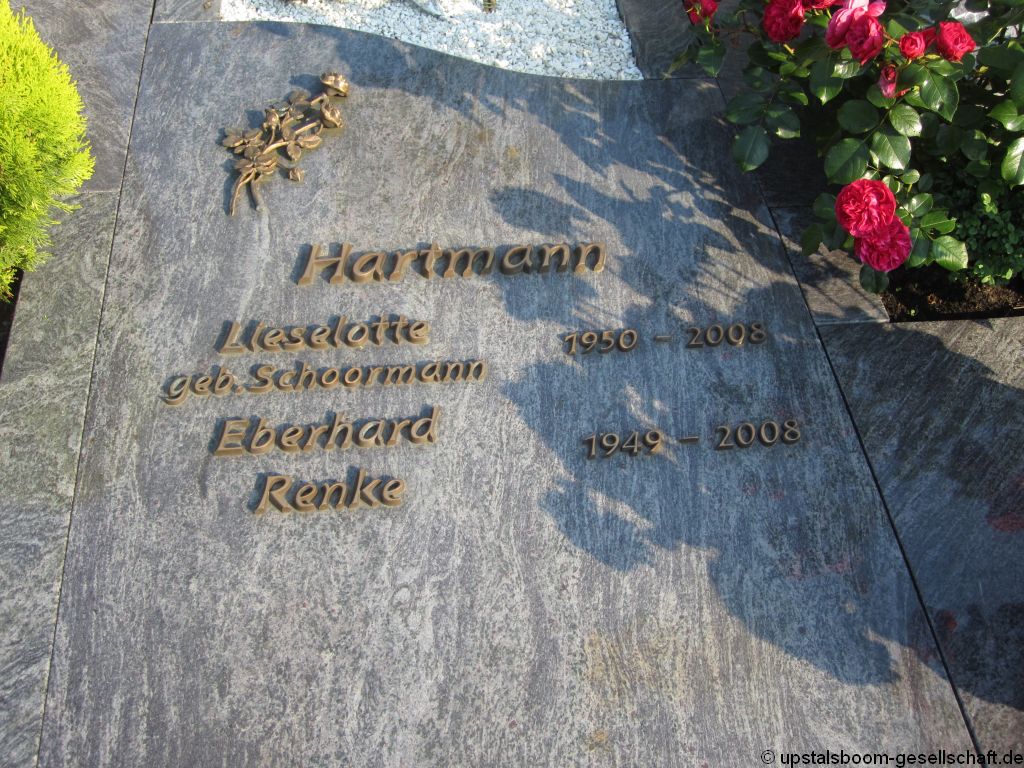 Hartmann
Lieselotte 1950 – 2008
geb. Schoormann
Eberhard 1949 – 2008
Renke
© upstalsboom-gesellschaft.de